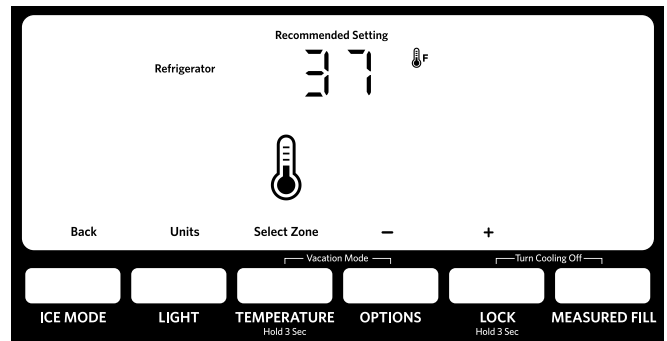 Recommended Setting
Refrigerator 37 F
Back Units Select Zone − +
Vacation Mode Turn Cooling Off
ICE MODE LIGHT TEMPERATURE OPTIONS LOCK MEASURED FILL
Hold 3 Sec Hold 3 Sec